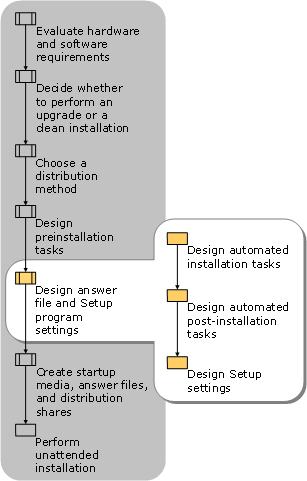 Evaluate hardware
and software
requirements
Decide whether
to perform an
upgrade or a
clean installation
Choose a
distribution
method
Design
preinstallation
tasks
Design answer
file and Setup
program
settings
Create startup
media, answer files,
and distribution
shares
Perform
unattended
installation
Design automated
installation tasks
Design automated
post-installation
tasks
Design Setup
settings